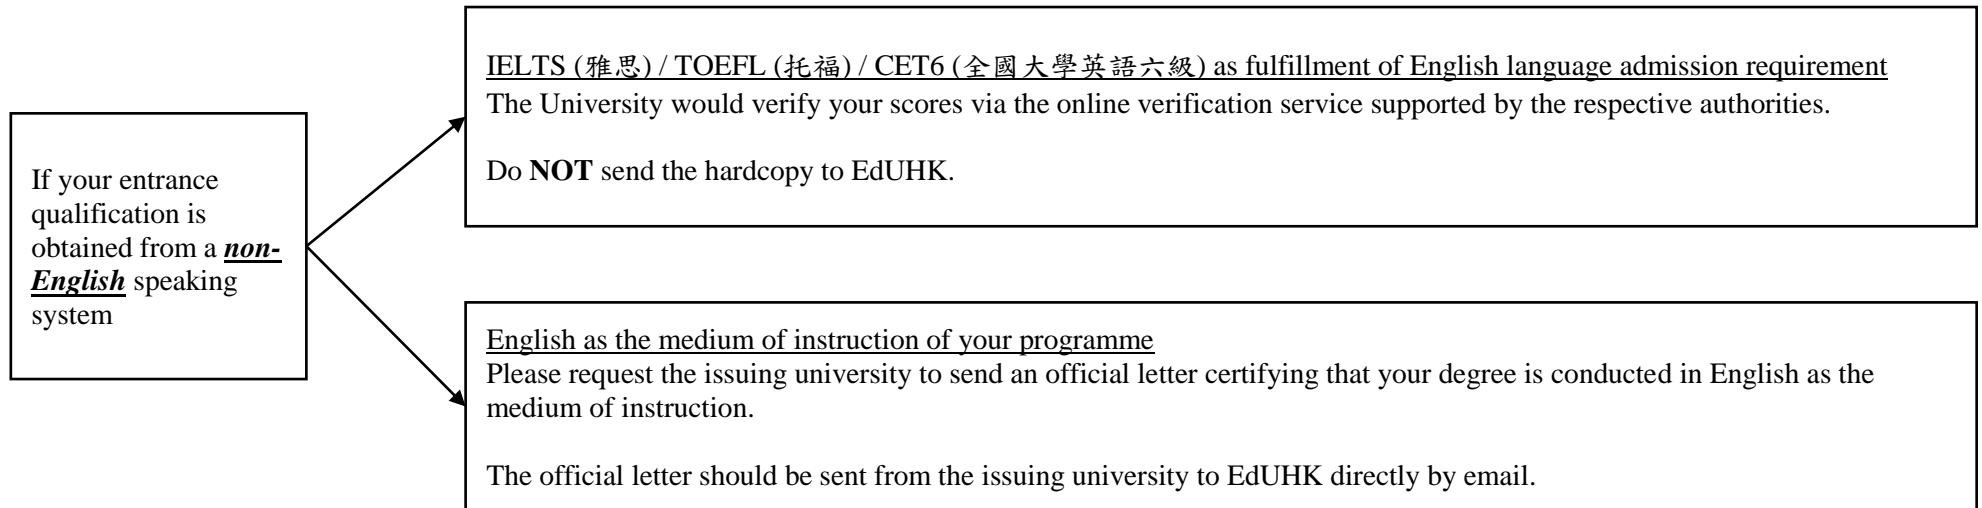 If your entrance
qualification is
obtained from a non-
English speaking
system
IELTS (雅思) / TOEFL (托福) / CET6 (全國大學英語六級) as fulfillment of English language admission requirement
The University would verify your scores via the online verification service supported by the respective authorities.
Do NOT send the hardcopy to EdUHK.
English as the medium of instruction of your programme
Please request the issuing university to send an official letter certifying that your degree is conducted in English as the
medium of instruction.
The official letter should be sent from the issuing university to EdUHK directly by email.